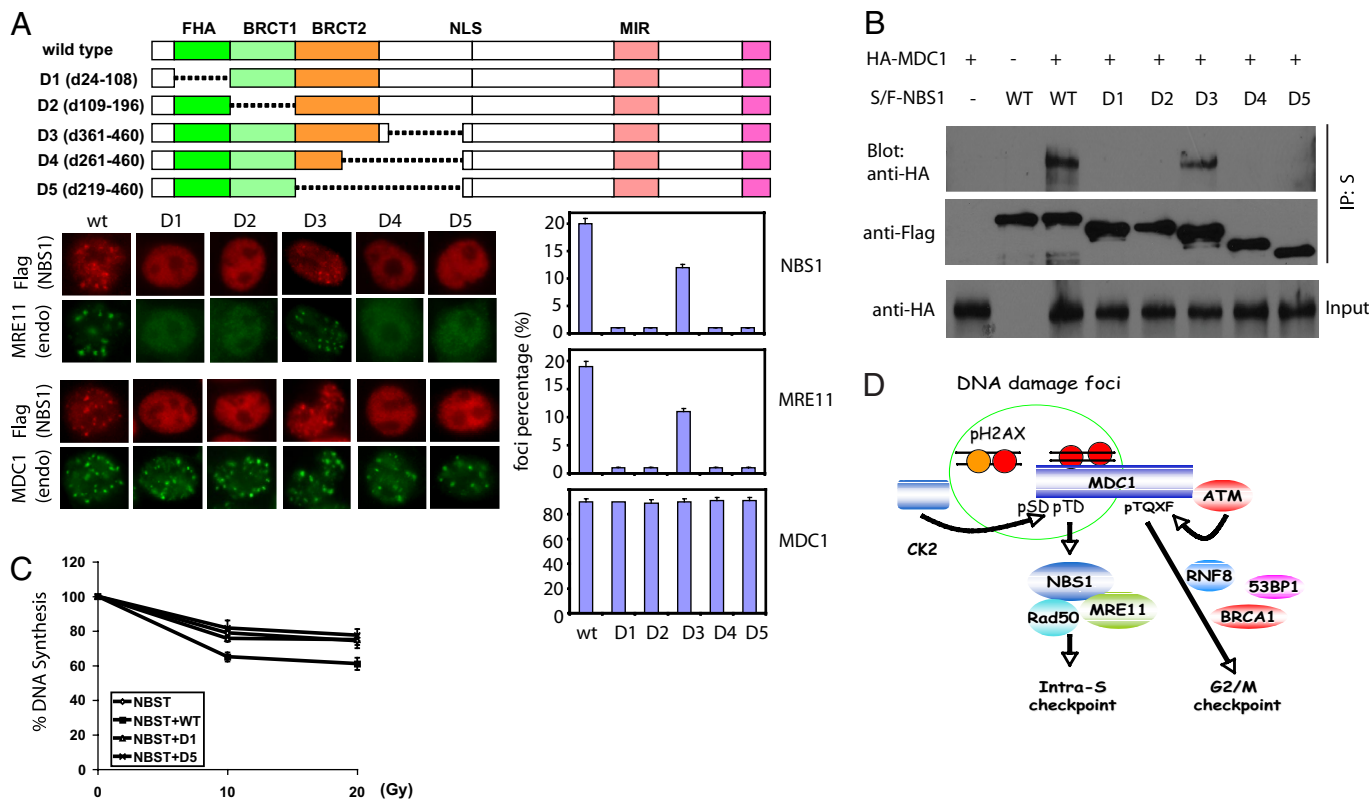 A
FHA BRCT1 BRCT2 NLS MIR
wild type
D1 (d24-108)
D2 (d109-196)
D3 (d361-460)
D4 (d261-460)
D5 (d219-460)
wt D1 D2 D3 D4 D5
Flag (NBS1)
MRE11 (endo)
Flag (NBS1)
MDC1 (endo)
foci percentage (%)
20
15
10
5
0
NBS1
20
15
10
5
0
MRE11
80
60
40
20
0
MDC1
wt D1 D2 D3 D4 D5
B
HA-MDC1 + - + + + + + +
S/F-NBS1 - WT WT D1 D2 D3 D4 D5
Blot:
anti-HA
anti-Flag
IP: S
anti-HA
Input
C
% DNA Synthesis
120
100
80
60
40
20
0
NBST
NBST+WT
NBST+D1
NBST+D5
0 10 20 (Gy)
D
DNA damage foci
pH2AX
MDC1
pSD pTD pTQXF
ATM
CK2
NBS1
Rad50
MRE11
RNF8
53BP1
BRCA1
Intra-S
checkpoint
G2/M
checkpoint